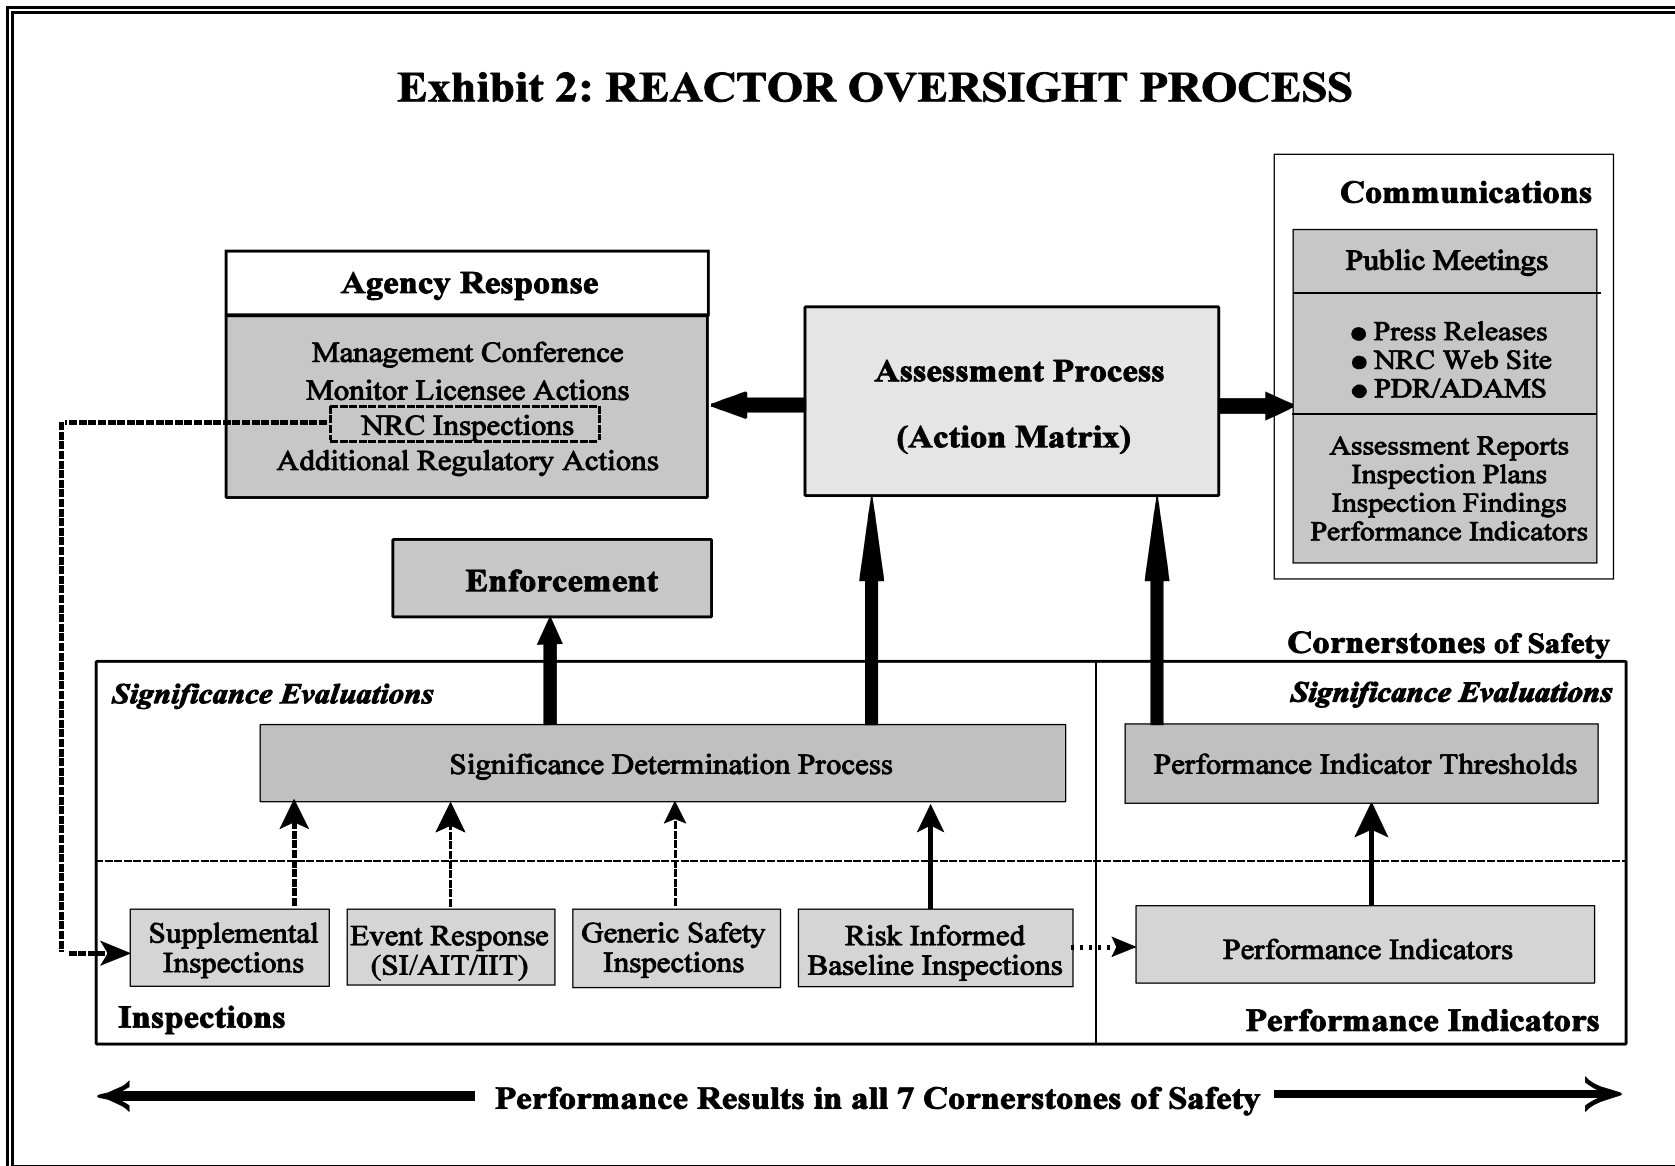 Exhibit 2: REACTOR OVERSIGHT PROCESS
Communications
Public Meetings
● Press Releases
● NRC Web Site
● PDR/ADAMS
Assessment Reports
Inspection Plans
Inspection Findings
Performance Indicators
Agency Response
Management Conference
Monitor Licensee Actions
NRC Inspections
Additional Regulatory Actions
Assessment Process
(Action Matrix)
Enforcement
Cornerstones of Safety
Significance Evaluations
Significance Evaluations
Significance Determination Process
Performance Indicator Thresholds
Supplemental
Inspections
Event Response
(SI/AIT/IIT)
Generic Safety
Inspections
Risk Informed
Baseline Inspections
Performance Indicators
Inspections
Performance Indicators
Performance Results in all 7 Cornerstones of Safety